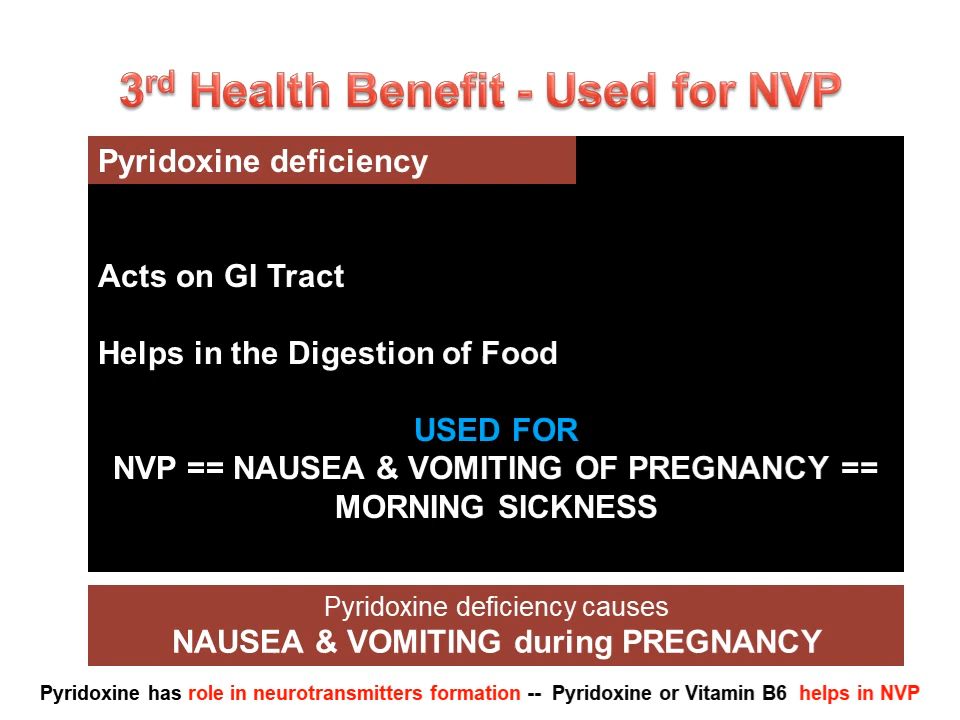 3rd Health Benefit - Used for NVP
Pyridoxine deficiency
Acts on GI Tract
Helps in the Digestion of Food
USED FOR
NVP == NAUSEA & VOMITING OF PREGNANCY ==
MORNING SICKNESS
Pyridoxine deficiency causes
NAUSEA & VOMITING during PREGNANCY
Pyridoxine has role in neurotransmitters formation -- Pyridoxine or Vitamin B6 helps in NVP